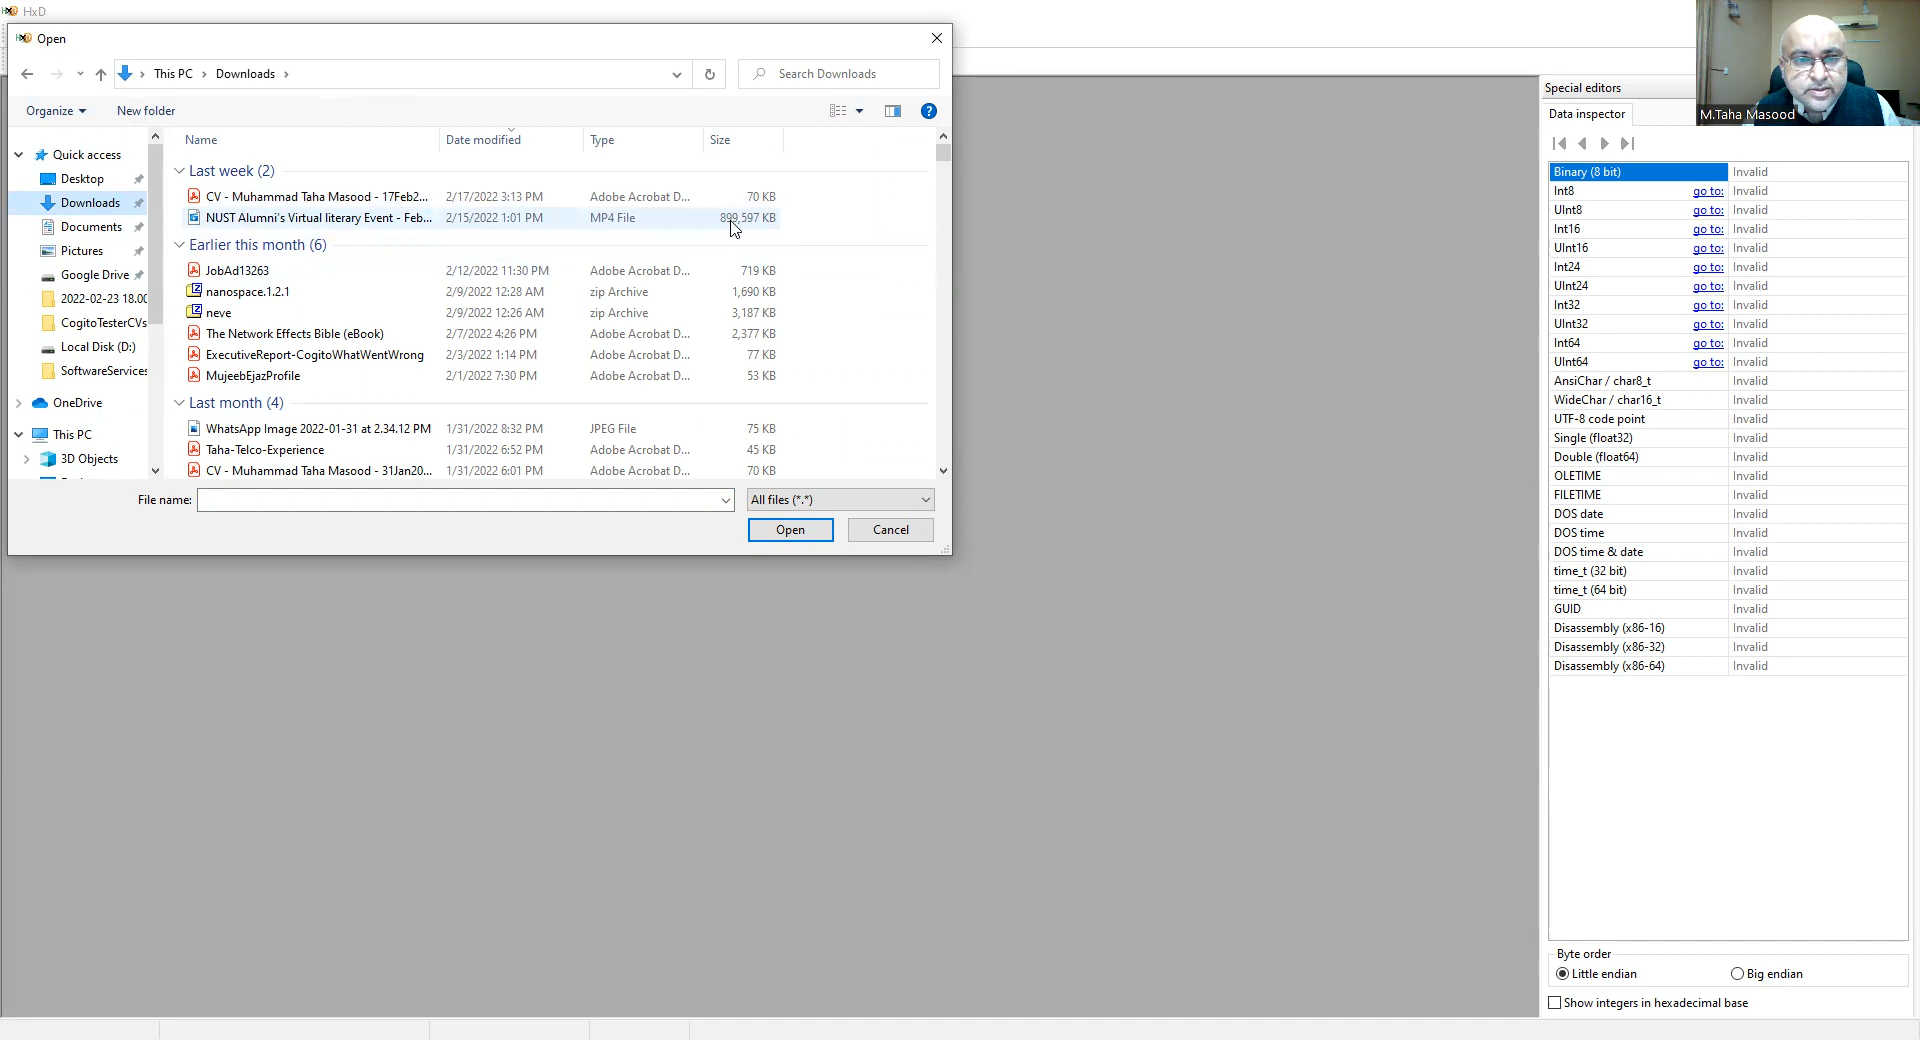 HxD
Open
This PC > Downloads >
Search Downloads
Organize
New folder
Quick access
Desktop
Downloads
Documents
Pictures
Google Drive
2022-02-23 18.00
CogitoTesterCVs
Local Disk (D:)
SoftwareServices
OneDrive
This PC
3D Objects
Name Date modified Type Size
Last week (2)
CV - Muhammad Taha Masood - 17Feb2... 2/17/2022 3:13 PM Adobe Acrobat D... 70 KB
NUST Alumni's Virtual literary Event - Feb... 2/15/2022 1:01 PM MP4 File 899,597 KB
Earlier this month (6)
JobAd13263 2/12/2022 11:30 PM Adobe Acrobat D... 719 KB
nanospace.1.2.1 2/9/2022 12:28 AM zip Archive 1,690 KB
neve 2/9/2022 12:26 AM zip Archive 3,187 KB
The Network Effects Bible (eBook) 2/7/2022 4:26 PM Adobe Acrobat D... 2,377 KB
ExecutiveReport-CogitoWhatWentWrong 2/3/2022 1:14 PM Adobe Acrobat D... 77 KB
MujeebEjazProfile 2/1/2022 7:30 PM Adobe Acrobat D... 53 KB
Last month (4)
WhatsApp Image 2022-01-31 at 2.34.12 PM 1/31/2022 8:32 PM JPEG File 75 KB
Taha-Telco-Experience 1/31/2022 6:52 PM Adobe Acrobat D... 45 KB
CV - Muhammad Taha Masood - 31Jan20... 1/31/2022 6:01 PM Adobe Acrobat D... 70 KB
File name:
All files (*.*)
Open Cancel
M.Taha Masood
Special editors
Data inspector
Binary (8 bit) Invalid
Int8 go to: Invalid
UInt8 go to: Invalid
Int16 go to: Invalid
UInt16 go to: Invalid
Int24 go to: Invalid
UInt24 go to: Invalid
Int32 go to: Invalid
UInt32 go to: Invalid
Int64 go to: Invalid
UInt64 go to: Invalid
AnsiChar / char8_t Invalid
WideChar / char16_t Invalid
UTF-8 code point Invalid
Single (float32) Invalid
Double (float64) Invalid
OLETIME Invalid
FILETIME Invalid
DOS date Invalid
DOS time Invalid
DOS time & date Invalid
time_t (32 bit) Invalid
time_t (64 bit) Invalid
GUID Invalid
Disassembly (x86-16) Invalid
Disassembly (x86-32) Invalid
Disassembly (x86-64) Invalid
Byte order
Little endian
Big endian
Show integers in hexadecimal base